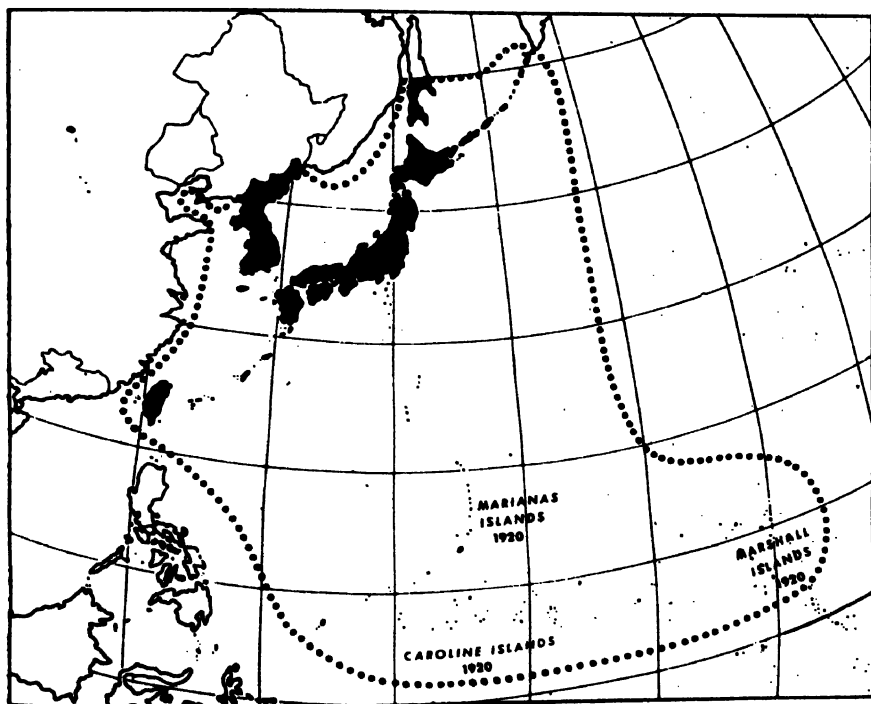 MARIANAS
ISLANDS
1920
MARSHALL
ISLANDS
1920
CAROLINE ISLANDS
1920